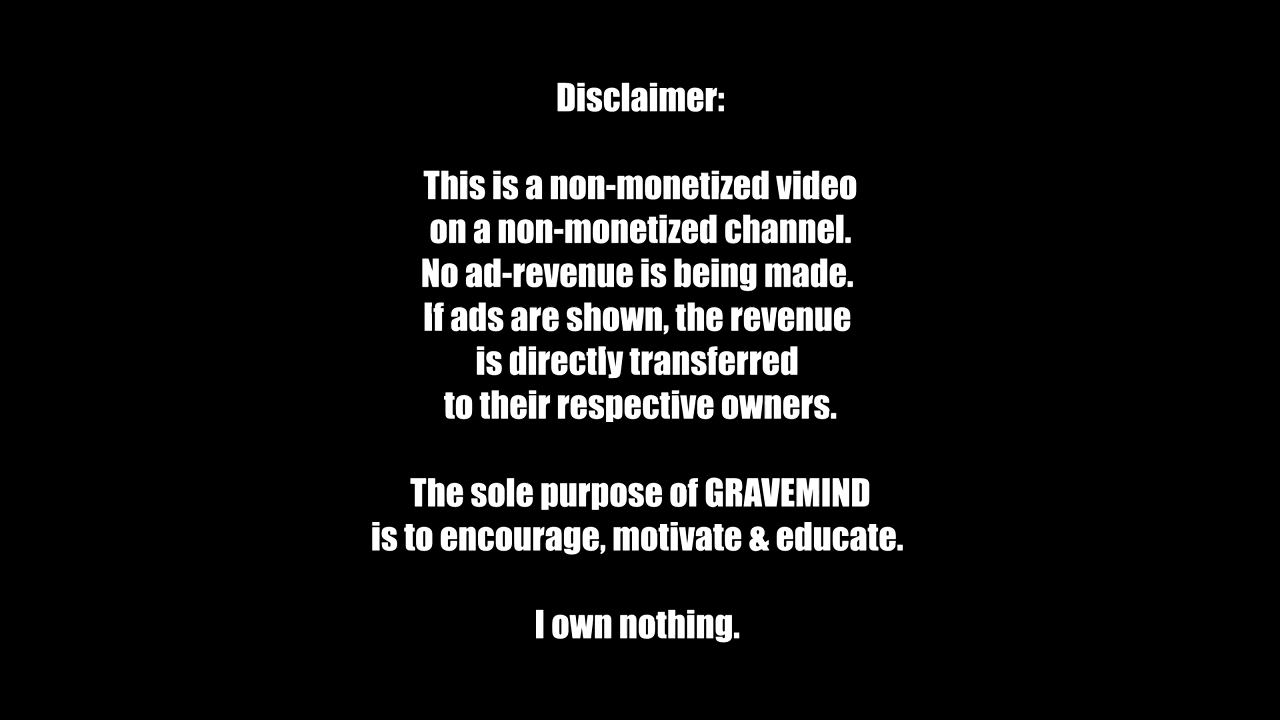 Disclaimer:
This is a non-monetized video
on a non-monetized channel.
No ad-revenue is being made.
If ads are shown, the revenue
is directly transferred
to their respective owners.
The sole purpose of GRAVEMIND
is to encourage, motivate & educate.
I own nothing.